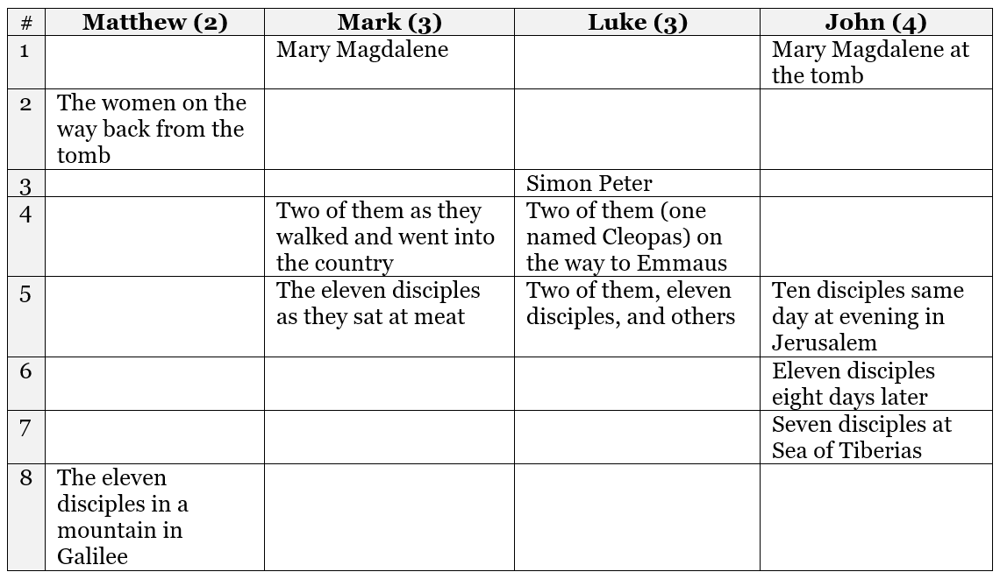 # Matthew (2) Mark (3) Luke (3) John (4)
1 Mary Magdalene Mary Magdalene at
the tomb
2 The women on the
way back from the
tomb
3 Simon Peter
4 Two of them as they
walked and went into
the country
Two of them (one
named Cleopas) on
the way to Emmaus
5 The eleven disciples
as they sat at meat
Two of them, eleven
disciples, and others
Ten disciples same
day at evening in
Jerusalem
6 Eleven disciples
eight days later
7 Seven disciples at
Sea of Tiberias
8 The eleven
disciples in a
mountain in
Galilee